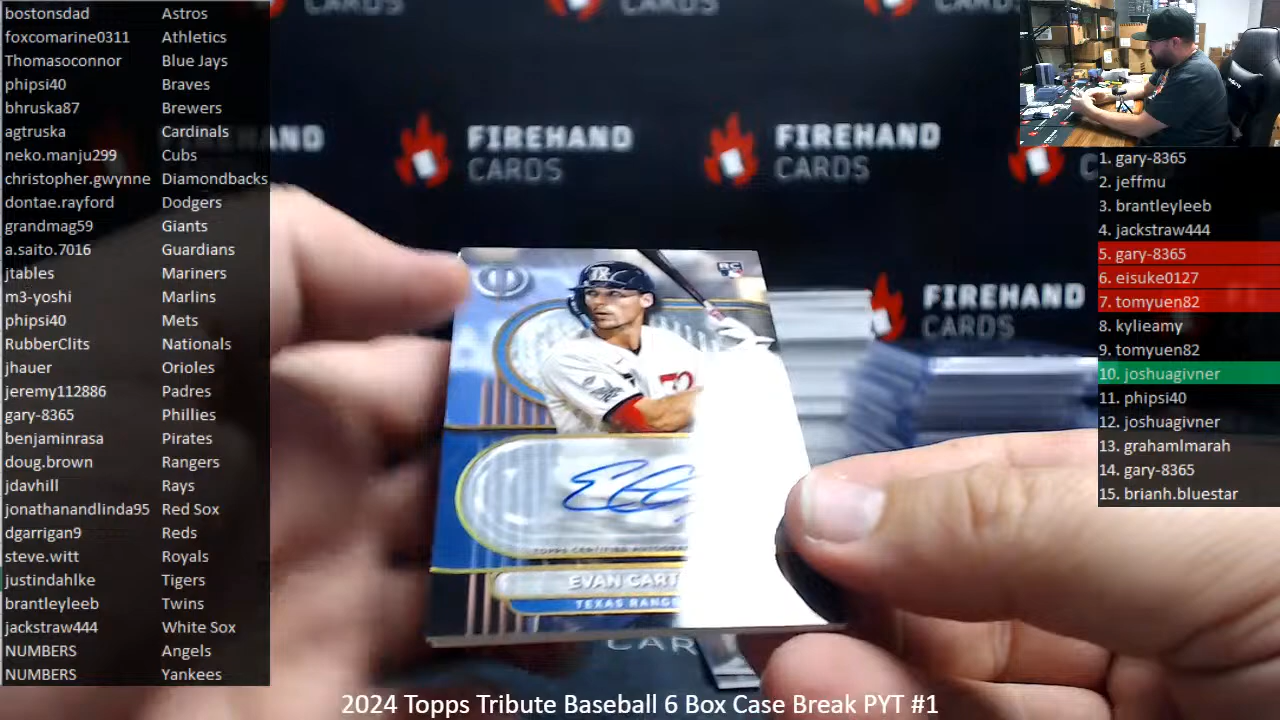 bostonsdad Astros
foxcomarine0311 Athletics
Thomasoconnor Blue Jays
phipsi40 Braves
bhruska87 Brewers
agtruska Cardinals
neko.manju299 Cubs
christopher.gwynne Diamondbacks
dontae.rayford Dodgers
grandmag59 Giants
a.saito.7016 Guardians
jtables Mariners
m3-yoshi Marlins
phipsi40 Mets
RubberClits Nationals
jhauer Orioles
jeremy112886 Padres
gary-8365 Phillies
benjaminrasa Pirates
doug.brown Rangers
jdavhill Rays
jonathanandlinda95 Red Sox
dgarrigan9 Reds
steve.witt Royals
justindahlke Tigers
brantleyleeb Twins
jackstraw444 White Sox
NUMBERS Angels
NUMBERS Yankees
CARDS
CARDS
FIREHAND
CARDS
FIREHAND
CARDS
FIREHAND
CARDS
RC
EVAN CART
TEXAS RANG
CAR
1. gary-8365
2. jeffmu
3. brantleyleeb
4. jackstraw444
5. gary-8365
6. eisuke0127
7. tomyuen82
8. kylieamy
9. tomyuen82
10. joshuagivner
11. phipsi40
12. joshuagivner
13. grahamlmarah
14. gary-8365
15. brianh.bluestar
2024 Topps Tribute Baseball 6 Box Case Break PYT #1